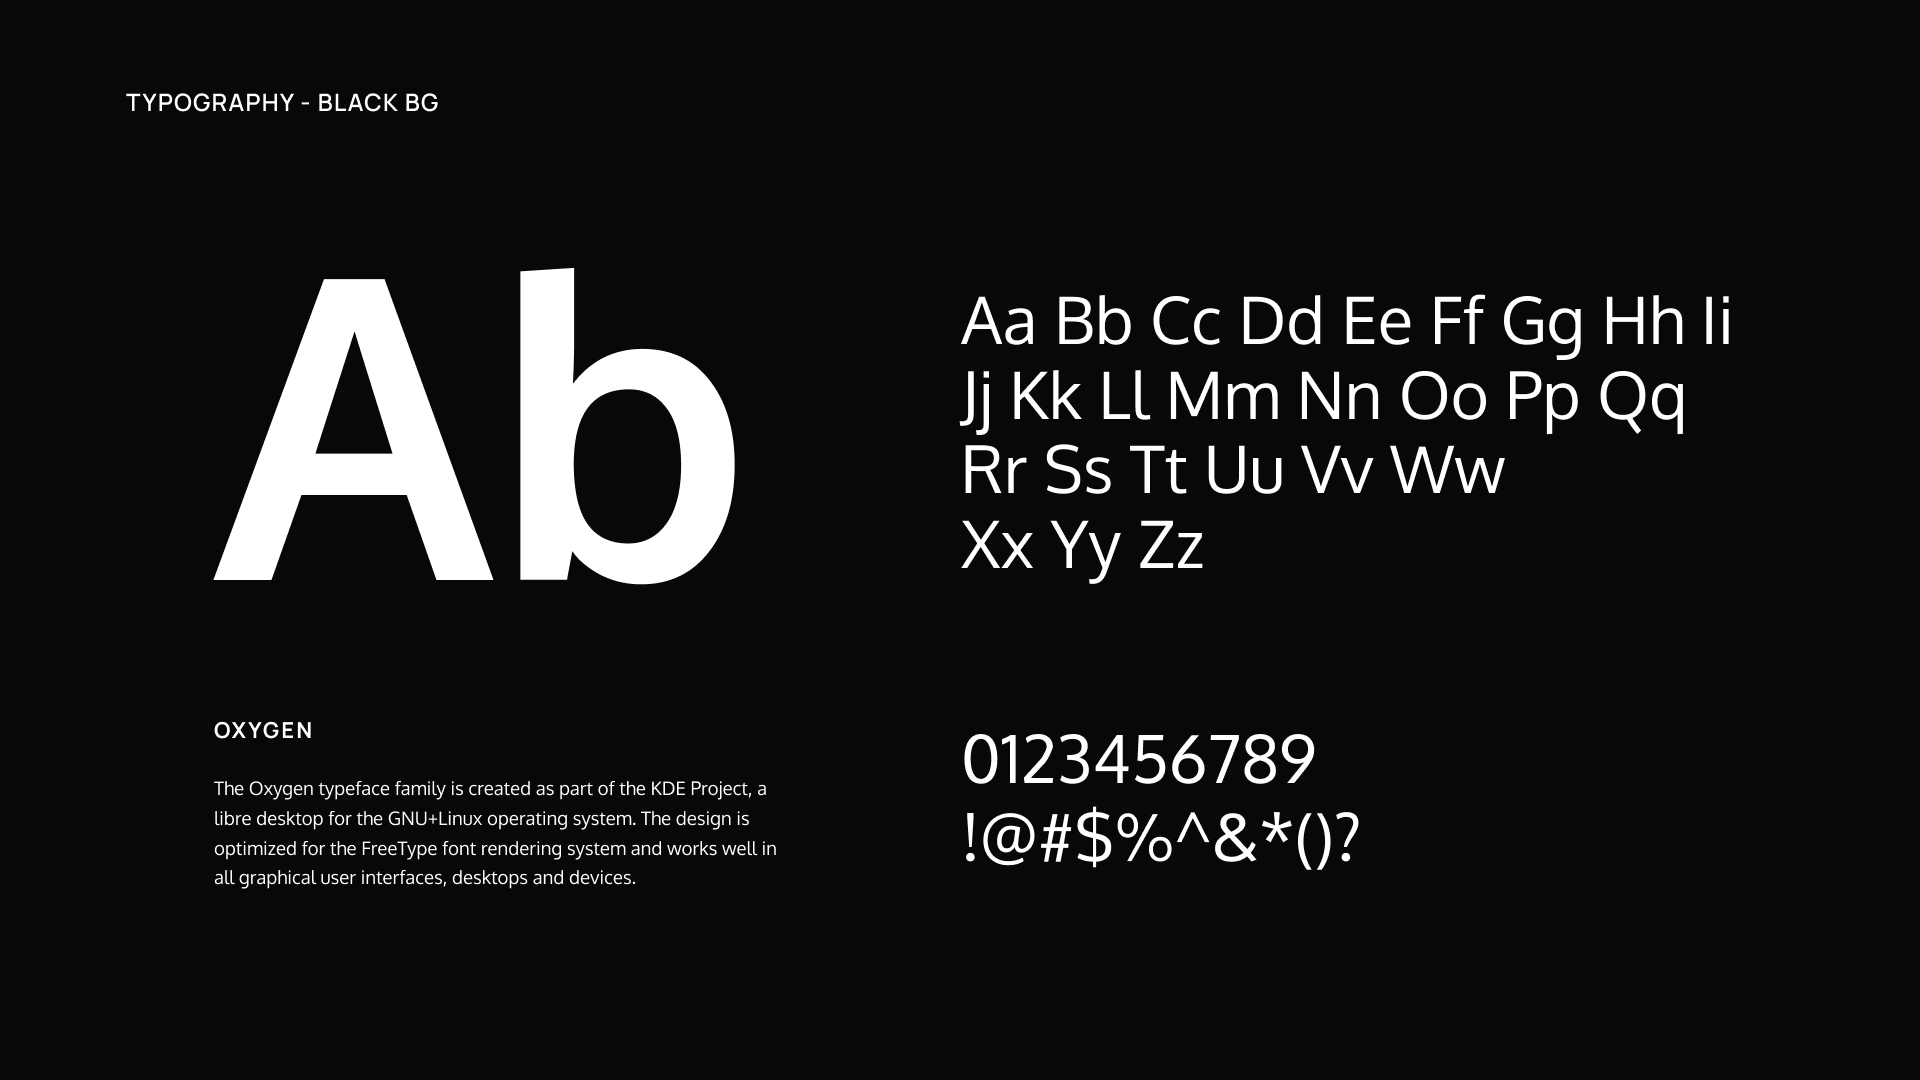 TYPOGRAPHY - BLACK BG
Ab
Aa Bb Cc Dd Ee Ff Gg Hh Ii
Jj Kk Ll Mm Nn Oo Pp Qq
Rr Ss Tt Uu Vv Ww
Xx Yy Zz
OXYGEN
The Oxygen typeface family is created as part of the KDE Project, a
libre desktop for the GNU+Linux operating system. The design is
optimized for the FreeType font rendering system and works well in
all graphical user interfaces, desktops and devices.
0123456789
!@#$%^&*()?